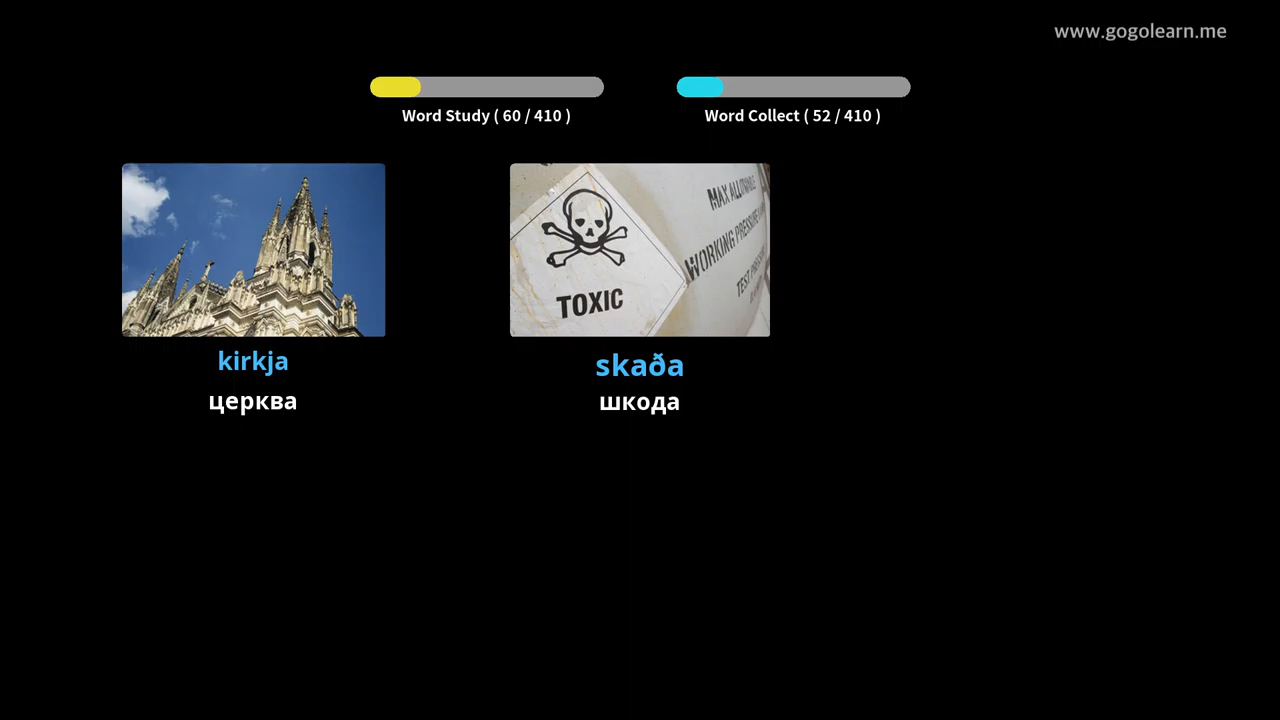 www.gogolearn.me
Word Study ( 60 / 410 )
Word Collect ( 52 / 410 )
TOXIC
MAX ALLOWABLE
WORKING PRESSURE
TEST PRESSURE
kirkja
церква
skaða
шкода